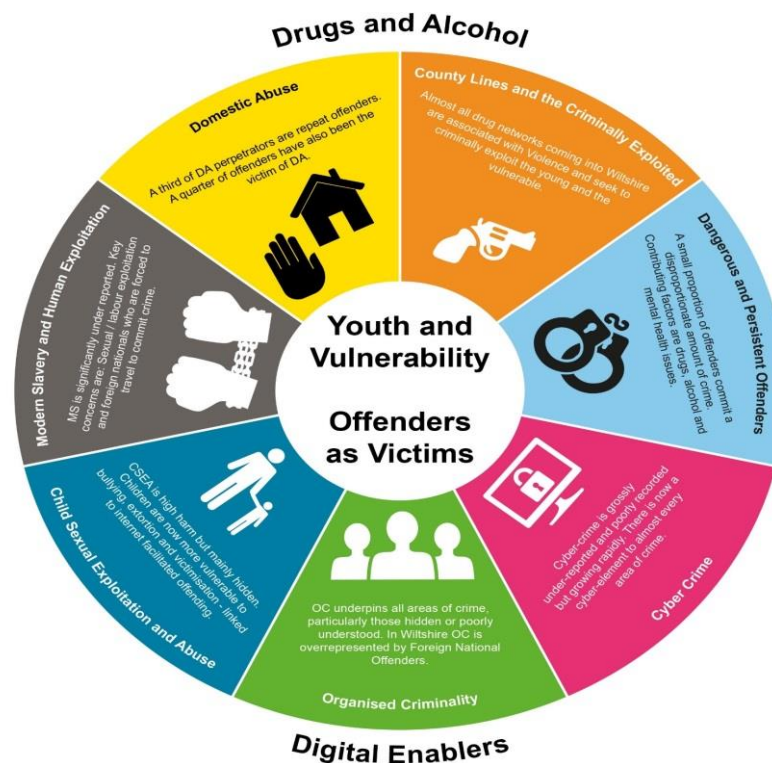 Drugs and Alcohol
Domestic Abuse
A third of DA perpetrators are repeat offenders.
A quarter of offenders have also been the
victim of DA.
County Lines and the Criminally Exploited
Almost all drug networks coming into Wiltshire
are associated with Violence and seek to
criminally exploit the young and the
vulnerable.
Dangerous and Persistent Offenders
A small proportion of offenders commit a
disproportionate amount of crime.
Contributing factors are drugs, alcohol and
mental health issues.
Cyber-crime is grossly
under-reported and poorly recorded
but growing rapidly. There is now a
cyber-element to almost every
area of crime.
Cyber Crime
OC underpins all areas of crime,
particularly those hidden or poorly
understood. In Wiltshire OC is
overrepresented by Foreign National
Offenders.
Organised Criminality
CSEA is high harm but mainly hidden.
Children are now more vulnerable to
bullying, extortion and victimisation - linked
to internet facilitated offending.
Child Sexual Exploitation and Abuse
Modern Slavery and Human Exploitation
MS is significantly under reported. Key
concerns are: Sexual / labour exploitation
and foreign nationals who are forced to
travel to commit crime.
Youth and
Vulnerability
Offenders
as Victims
Digital Enablers